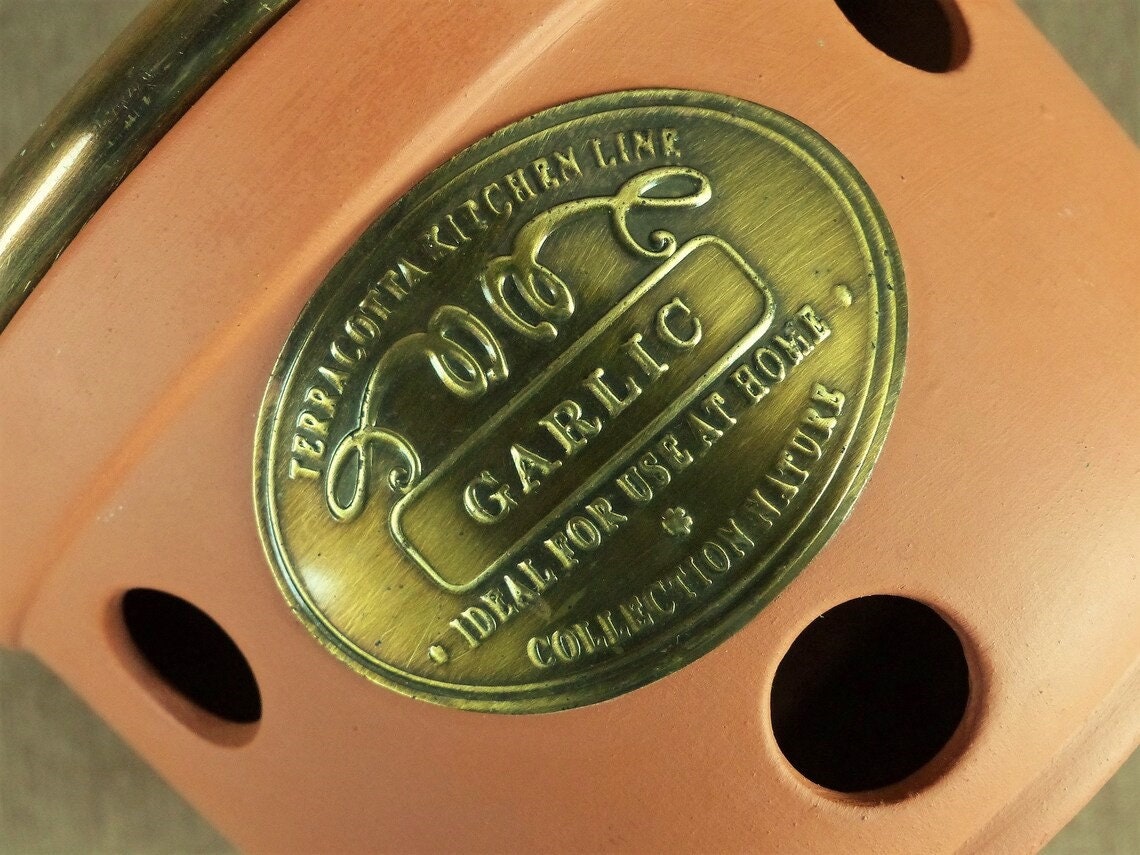 TERRACOTTA KITCHEN LINE
GARLIC
• IDEAL FOR USE AT HOME •
COLLECTION NATURE